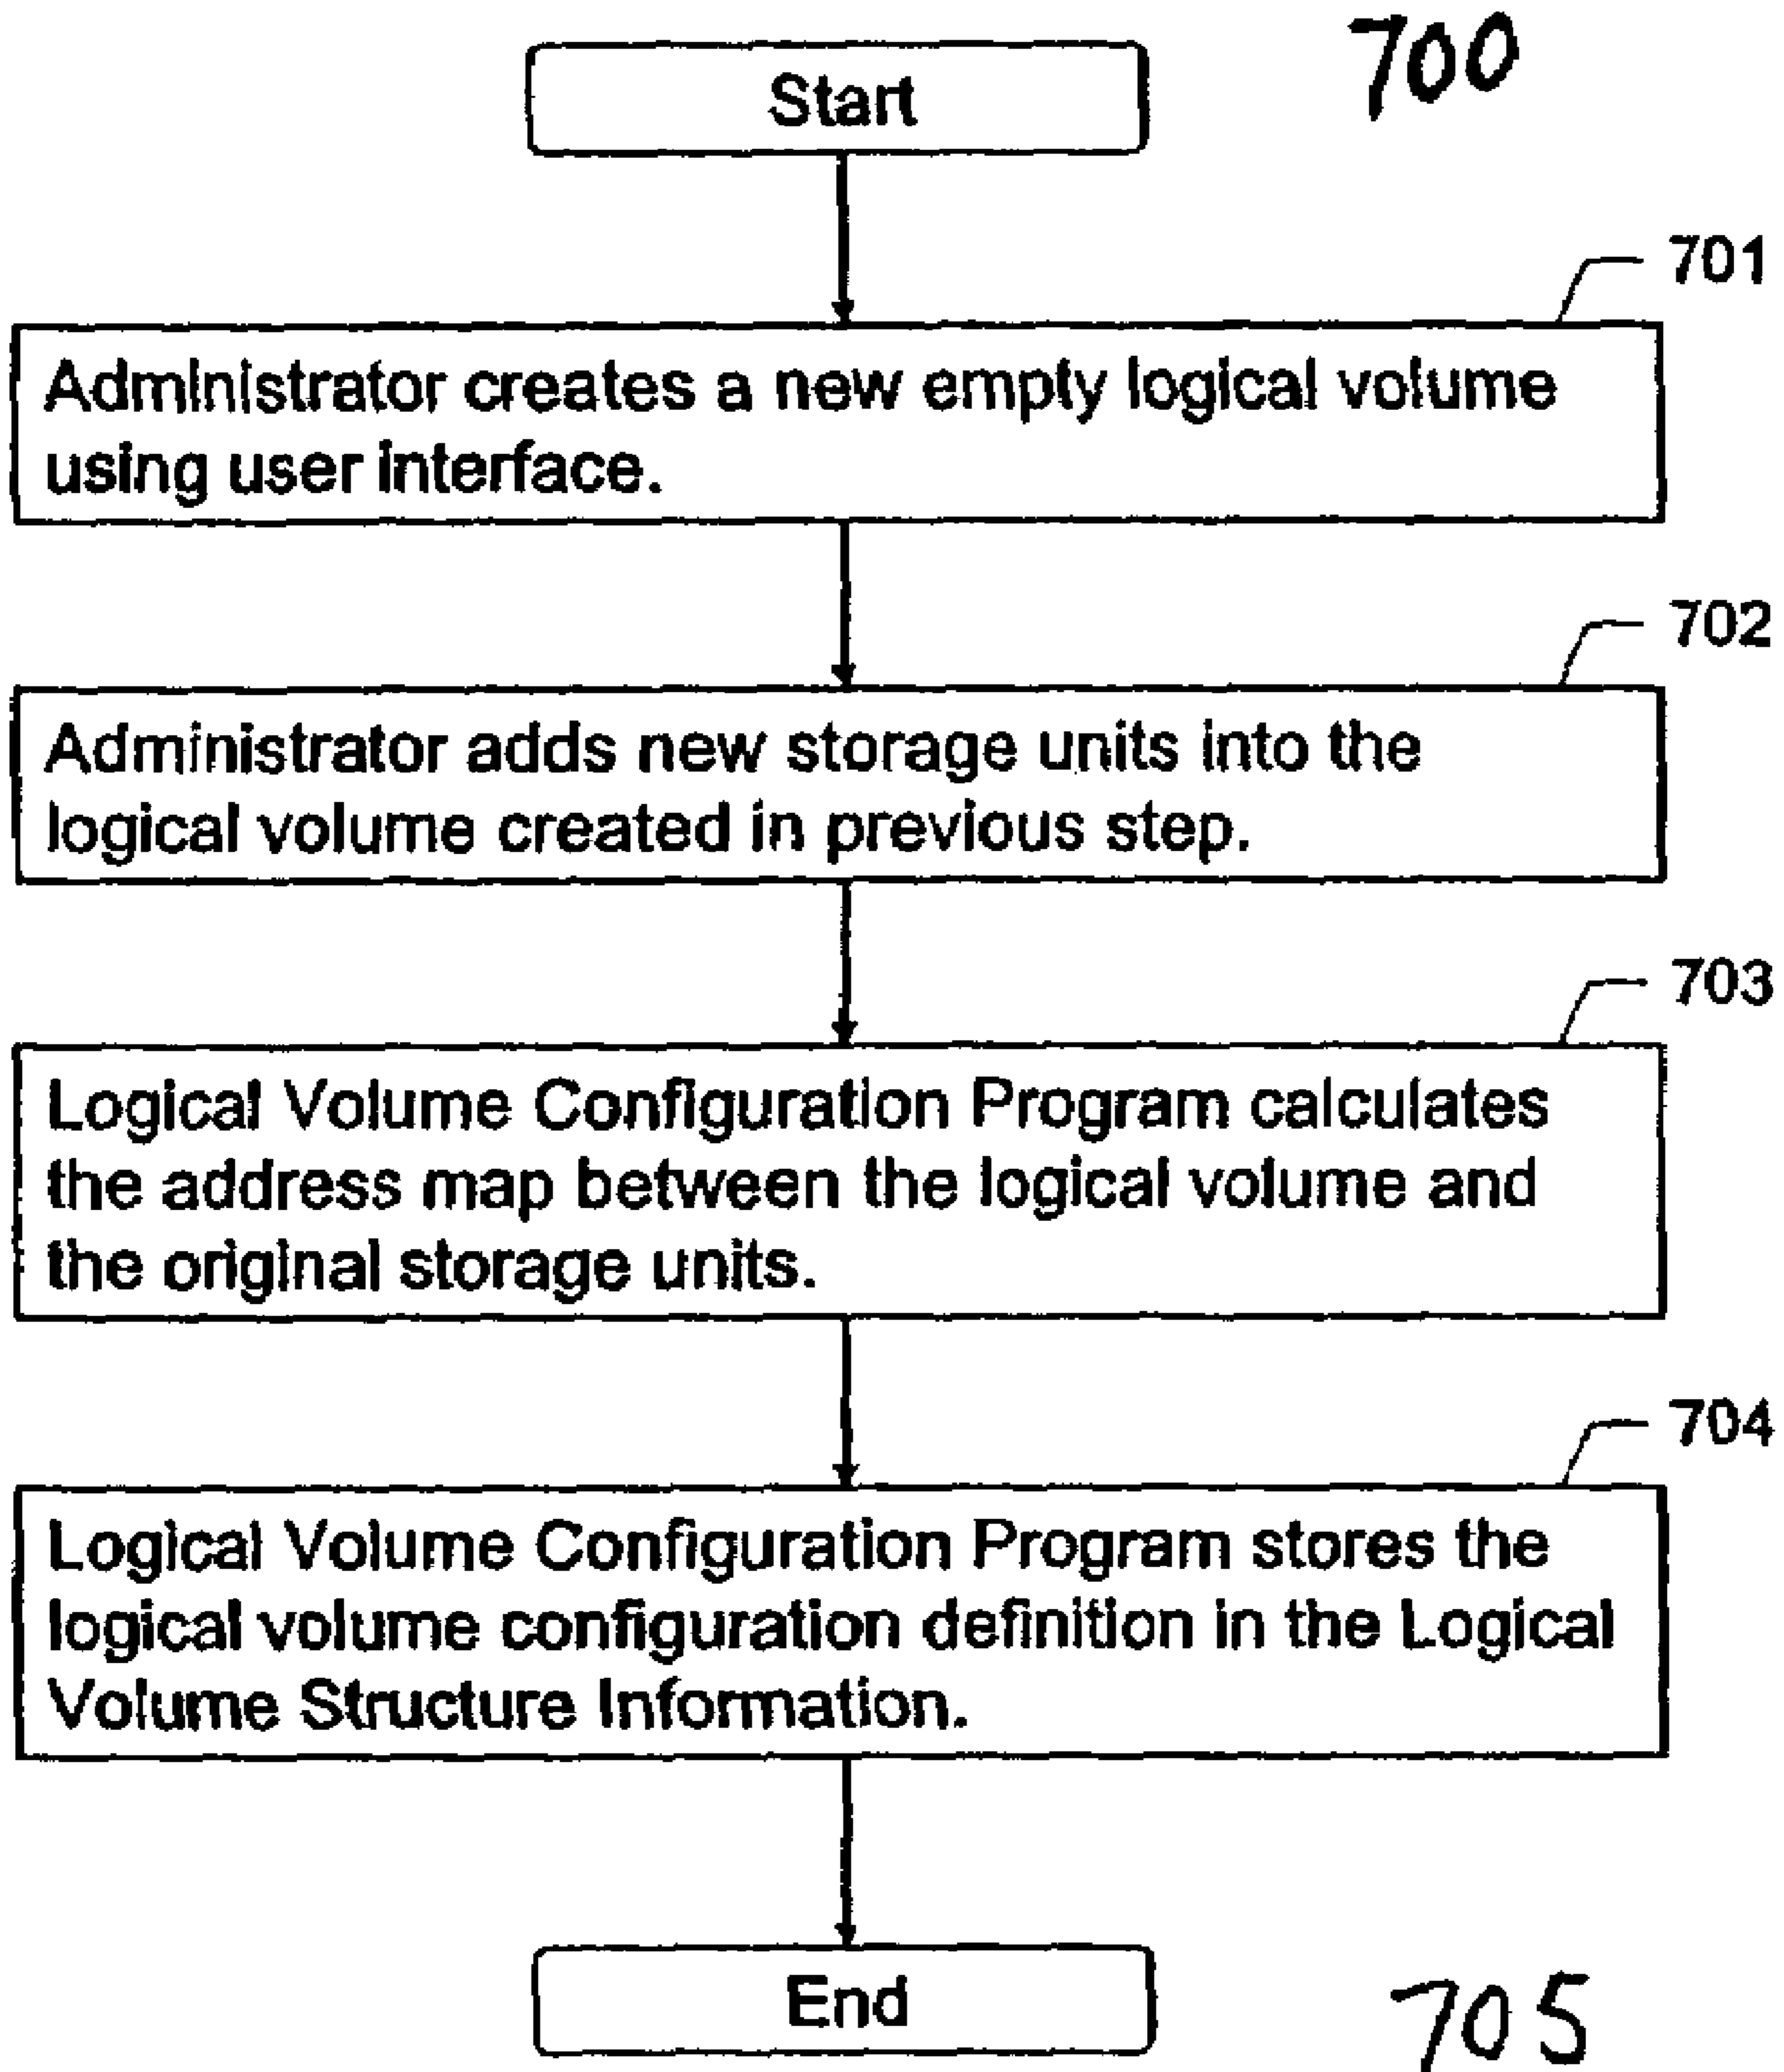 700
Start
701
Administrator creates a new empty logical volume
using user interface.
702
Administrator adds new storage units into the
logical volume created in previous step.
703
Logical Volume Configuration Program calculates
the address map between the logical volume and
the original storage units.
704
Logical Volume Configuration Program stores the
logical volume configuration definition in the Logical
Volume Structure Information.
End
705